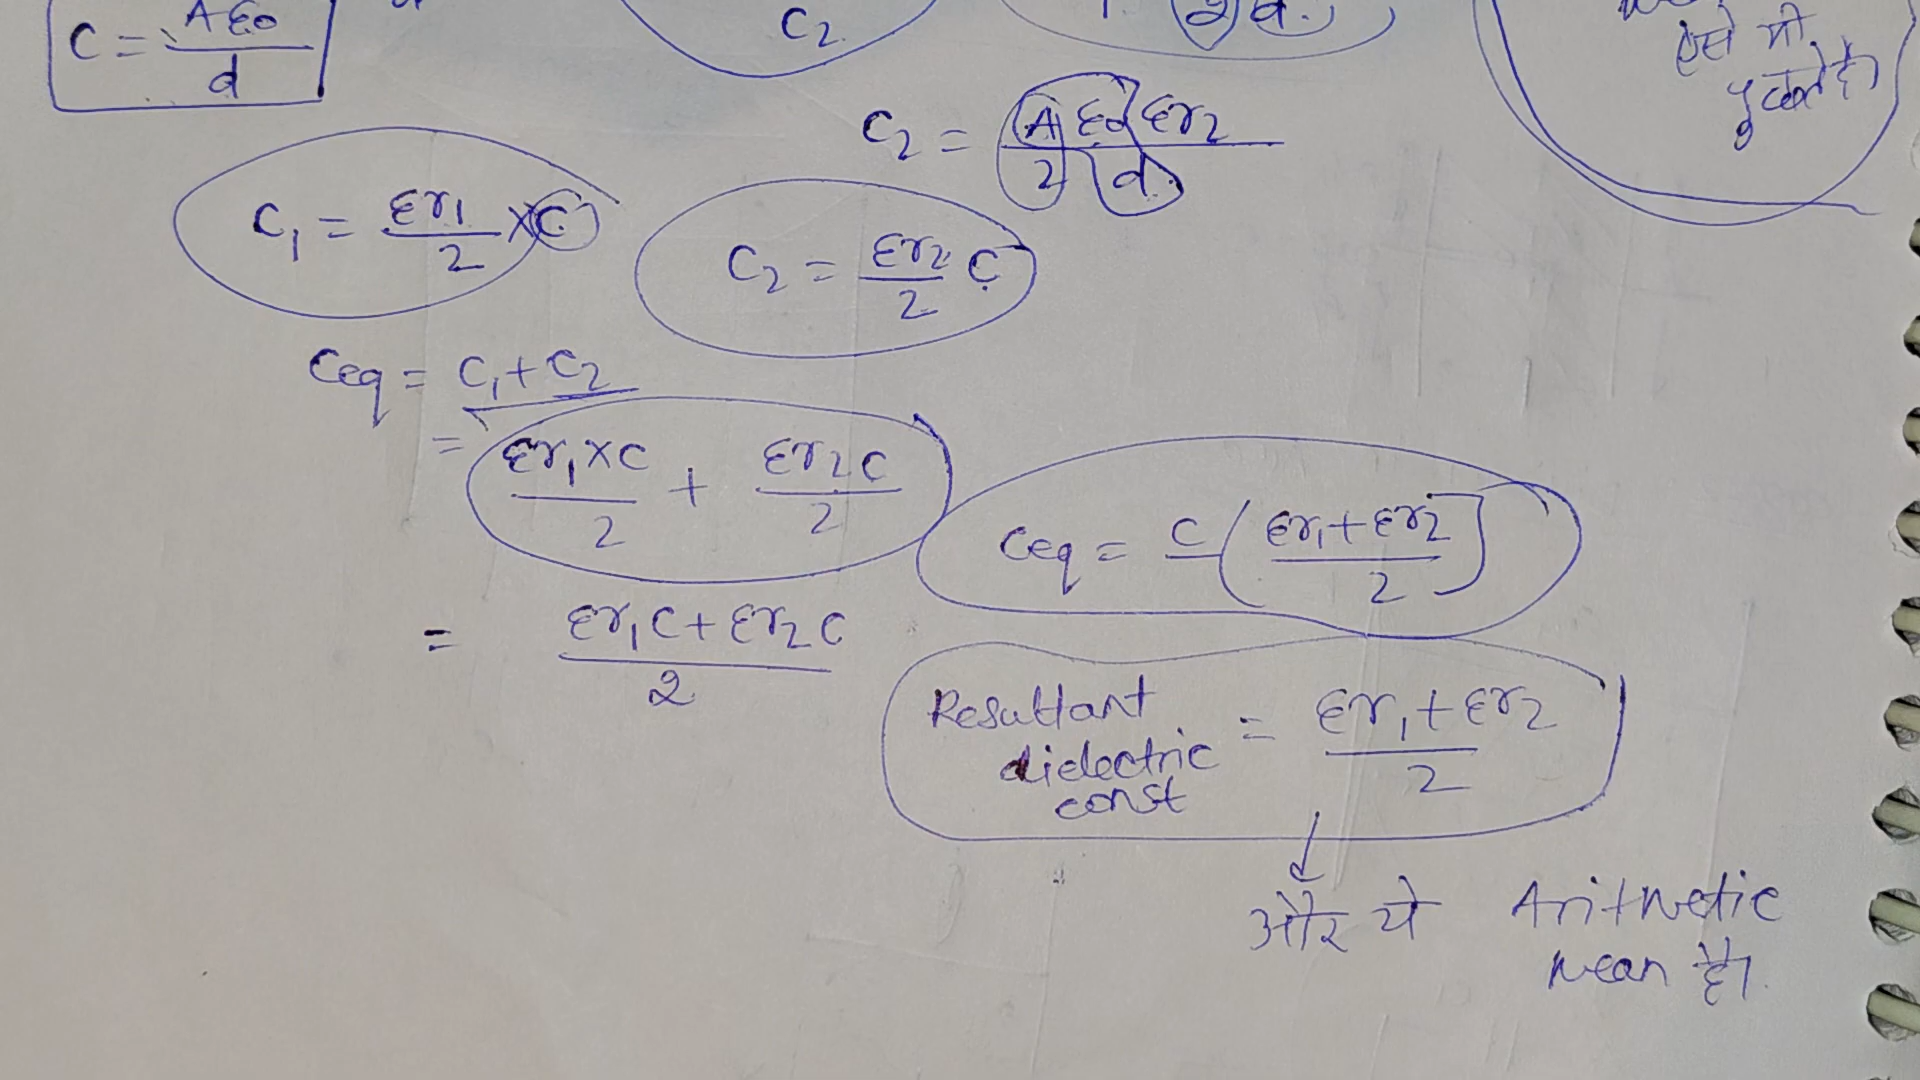 C = Aε0/d
C2
2 d.
ऐसे भी
C2 = A ε0 εr2 / 2 d.
C1 = εr1/2 × C
C2 = εr2/2 C
Ceq = C1 + C2
= εr1×C/2 + εr2C/2
Ceq = C (εr1+εr2/2]
= εr1C + εr2C / 2
Resultant dielectric const = εr1+εr2/2
↓
और ये Aritmetic
mean है।